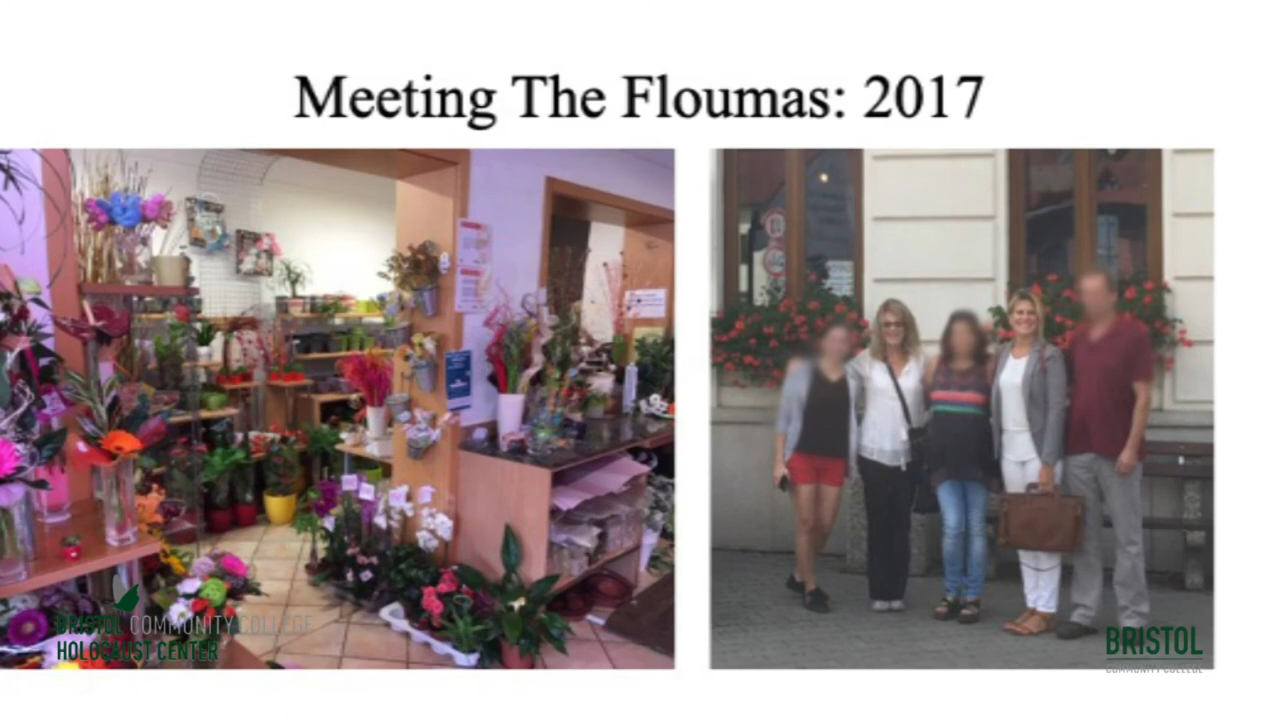 Meeting The Floumas: 2017
BRISTOL COMMUNITY COLLEGE
HOLOCAUST CENTER
BRISTOL
COMMUNITY COLLEGE